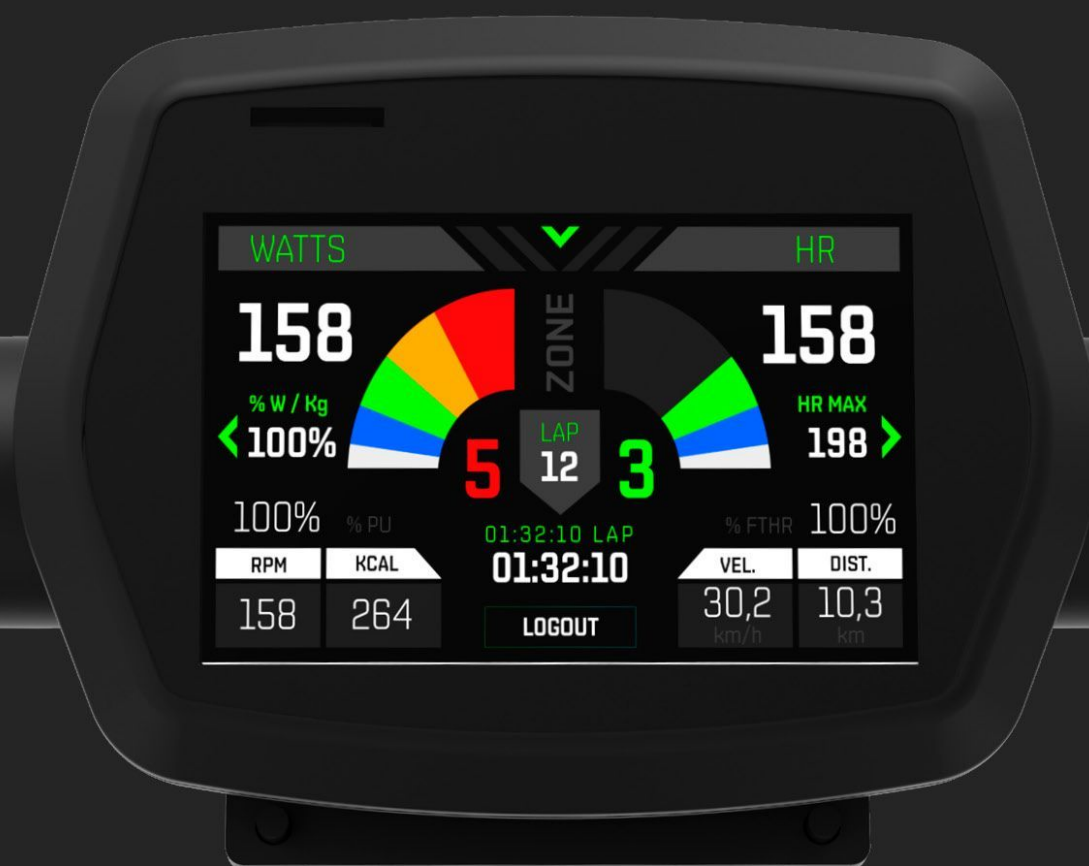 WATTS
HR
ZONE
158
158
% W / Kg
100%
HR MAX
198
5
LAP
12
3
100% % PU
% FTHR 100%
01:32:10 LAP
01:32:10
RPM
KCAL
VEL.
DIST.
158
264
30,2
km/h
10,3
km
LOGOUT